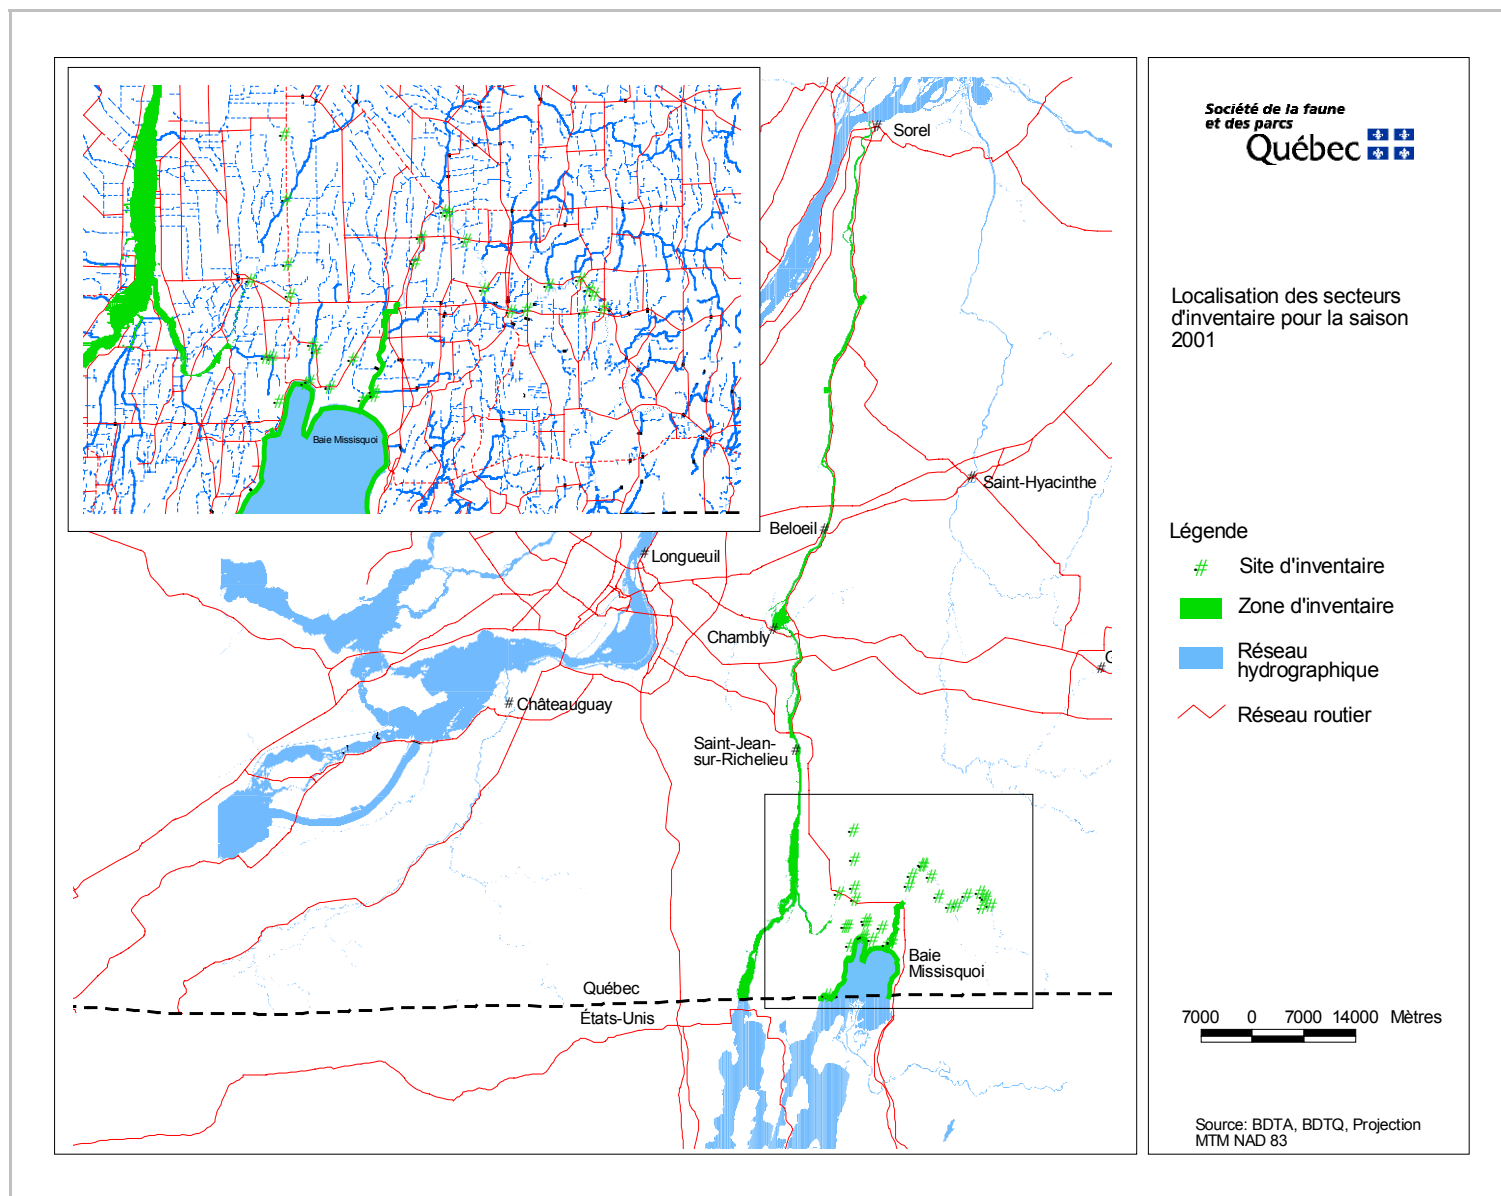 Baie Missisquoi
Sorel
Saint-Hyacinthe
Beloeil
Longueuil
Chambly
Châteauguay
Saint-Jean-
sur-Richelieu
Baie
Missisquoi
Québec
États-Unis
Société de la faune
et des parcs
Québec
Localisation des secteurs
d'inventaire pour la saison
2001
Légende
Site d'inventaire
Zone d'inventaire
Réseau
hydrographique
Réseau routier
7000 0 7000 14000 Mètres
Source: BDTA, BDTQ, Projection
MTM NAD 83